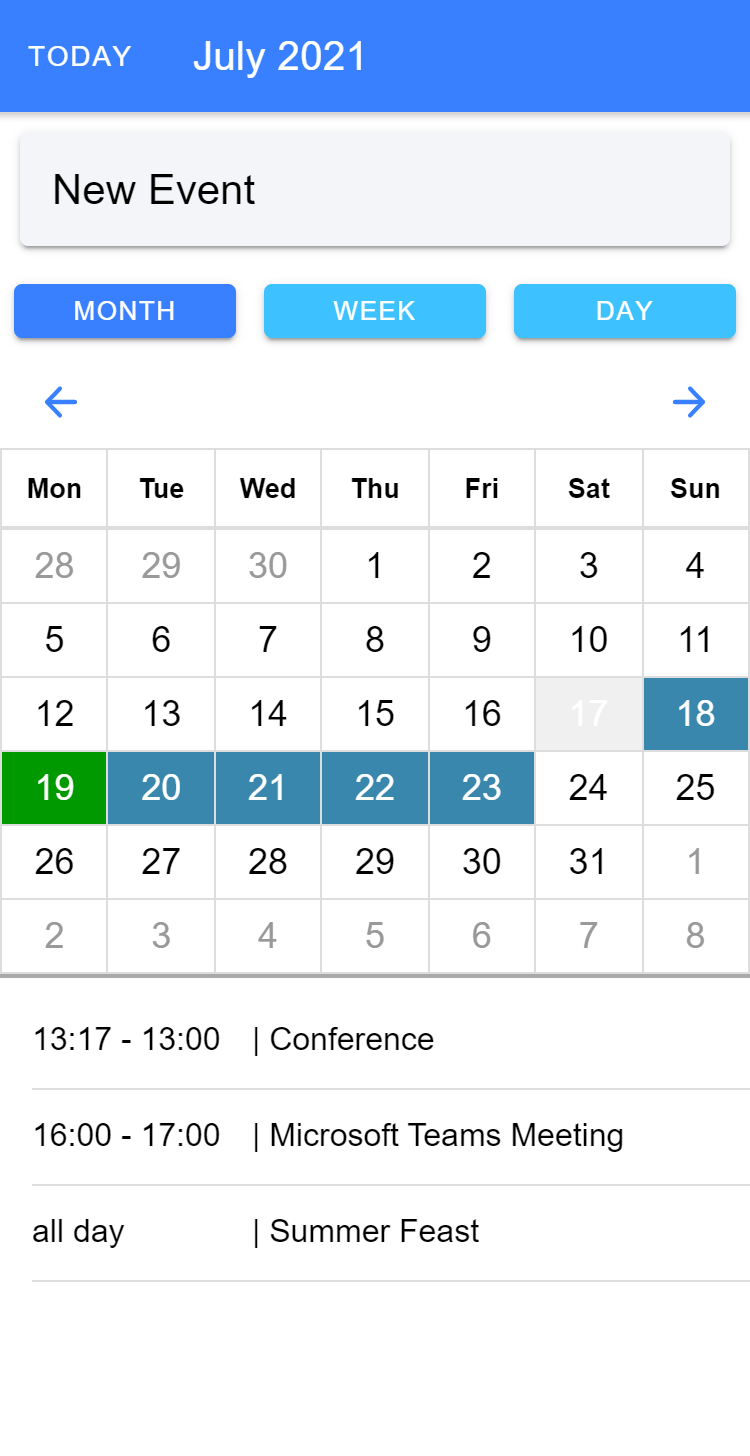 TODAY July 2021
New Event
MONTH WEEK DAY
Mon Tue Wed Thu Fri Sat Sun
28 29 30 1 2 3 4
5 6 7 8 9 10 11
12 13 14 15 16 17 18
19 20 21 22 23 24 25
26 27 28 29 30 31 1
2 3 4 5 6 7 8
13:17 - 13:00 | Conference
16:00 - 17:00 | Microsoft Teams Meeting
all day | Summer Feast